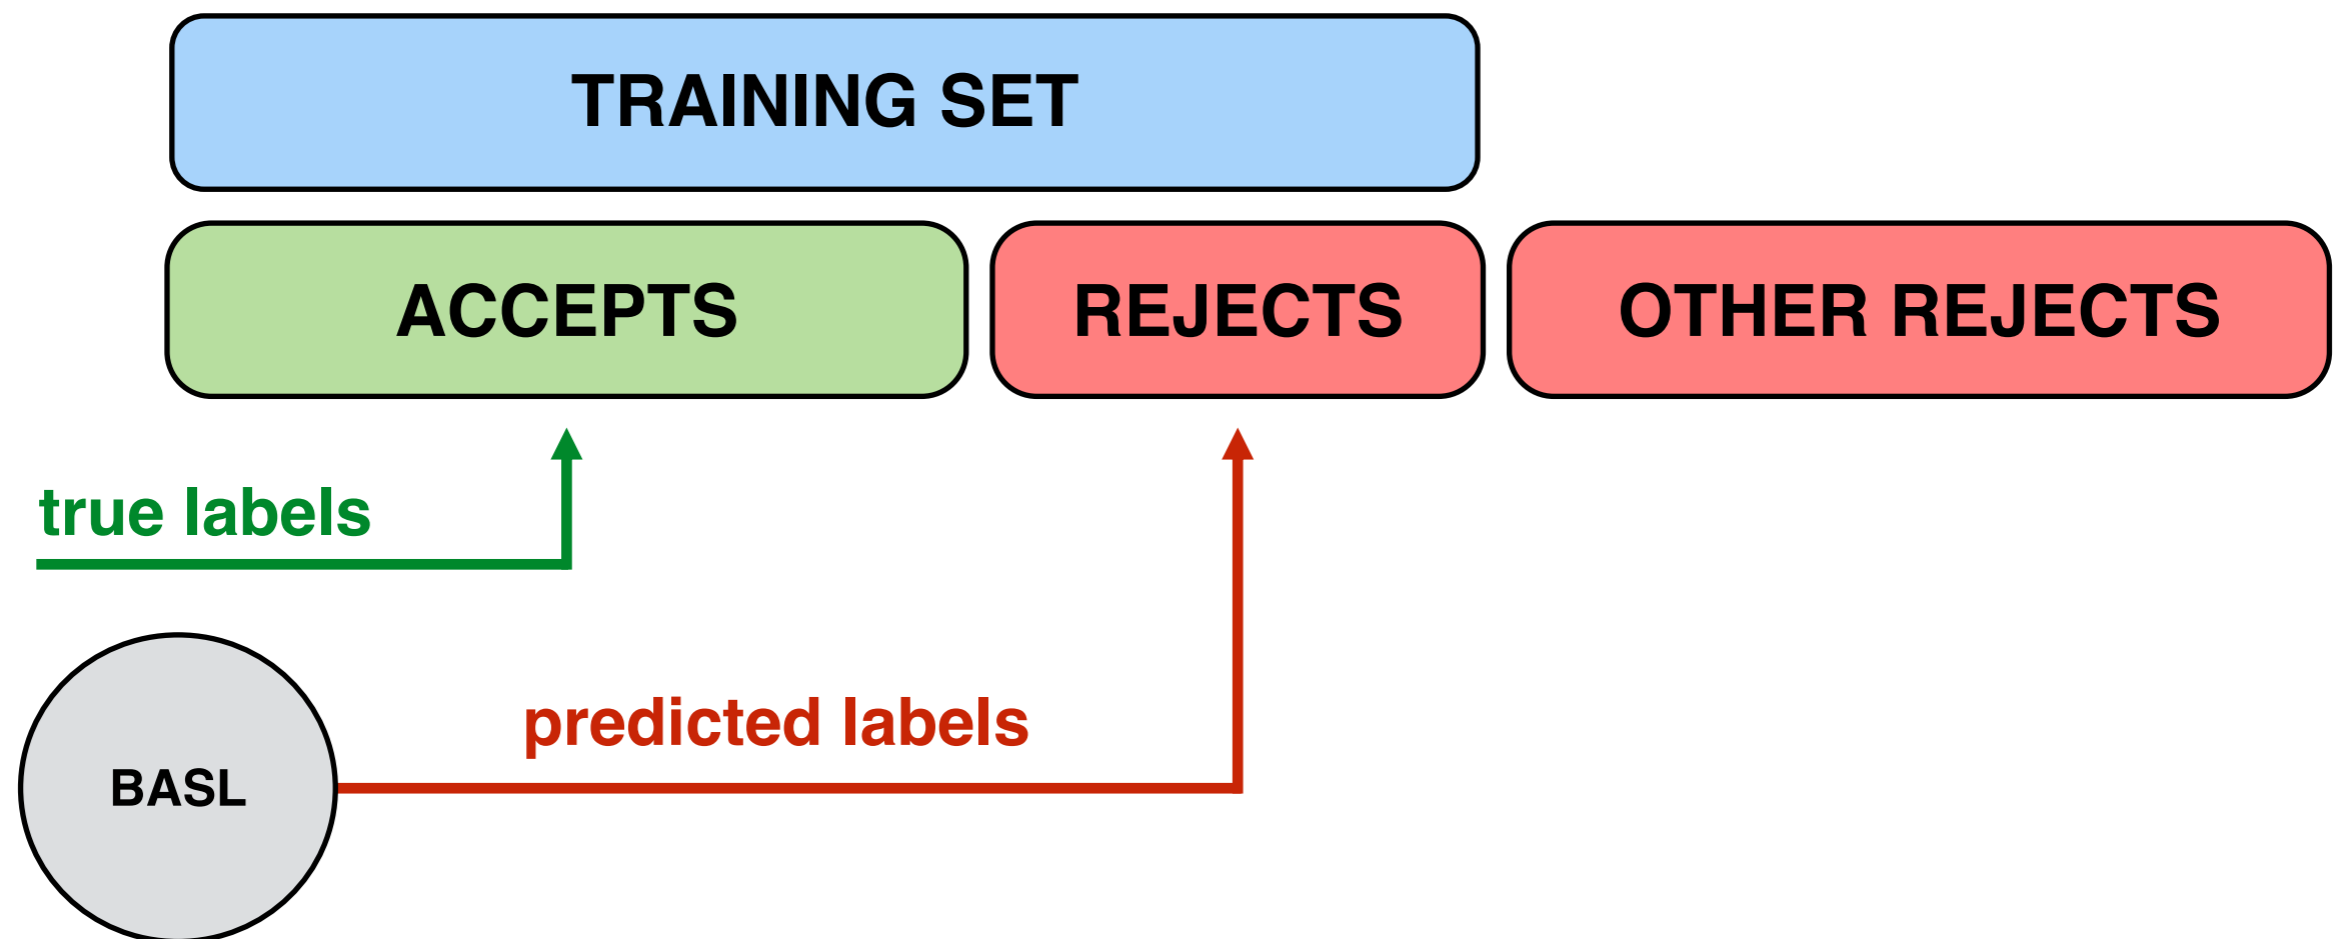 TRAINING SET
ACCEPTS
REJECTS
OTHER REJECTS
true labels
predicted labels
BASL